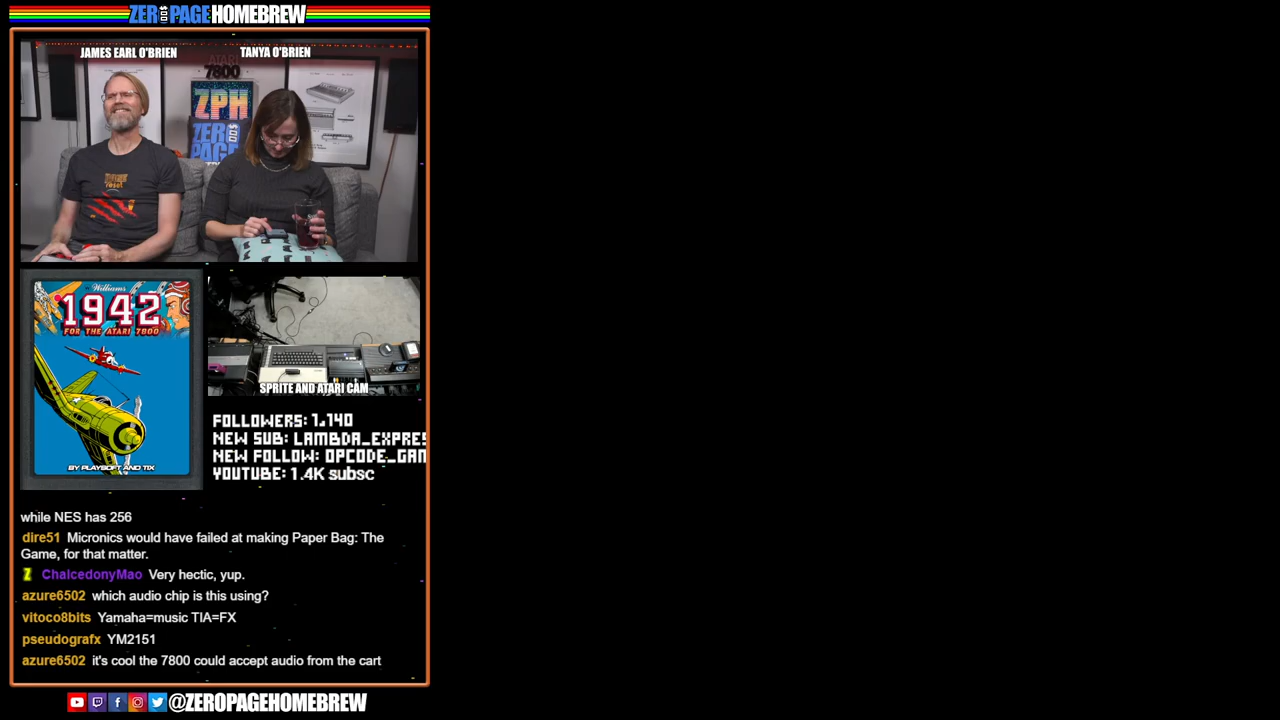 ZEROPAGEHOMEBREW
JAMES EARL O'BRIEN
TANYA O'BRIEN
ATARI
7800
ZPH
ZERO
PAGE
Williams
1942
FOR THE ATARI 7800
BY PLAYSOFT AND TIX
SPRITE AND ATARI CAM
FOLLOWERS: 1,140
NEW SUB: LAMBDA_EXPRES
NEW FOLLOW: OPCODE_GAM
YOUTUBE: 1.4K subsc
while NES has 256
dire51 Micronics would have failed at making Paper Bag: The
Game, for that matter.
Z ChalcedonyMao Very hectic, yup.
azure6502 which audio chip is this using?
vitoco8bits Yamaha=music TIA=FX
pseudografx YM2151
azure6502 it's cool the 7800 could accept audio from the cart
@ZEROPAGEHOMEBREW